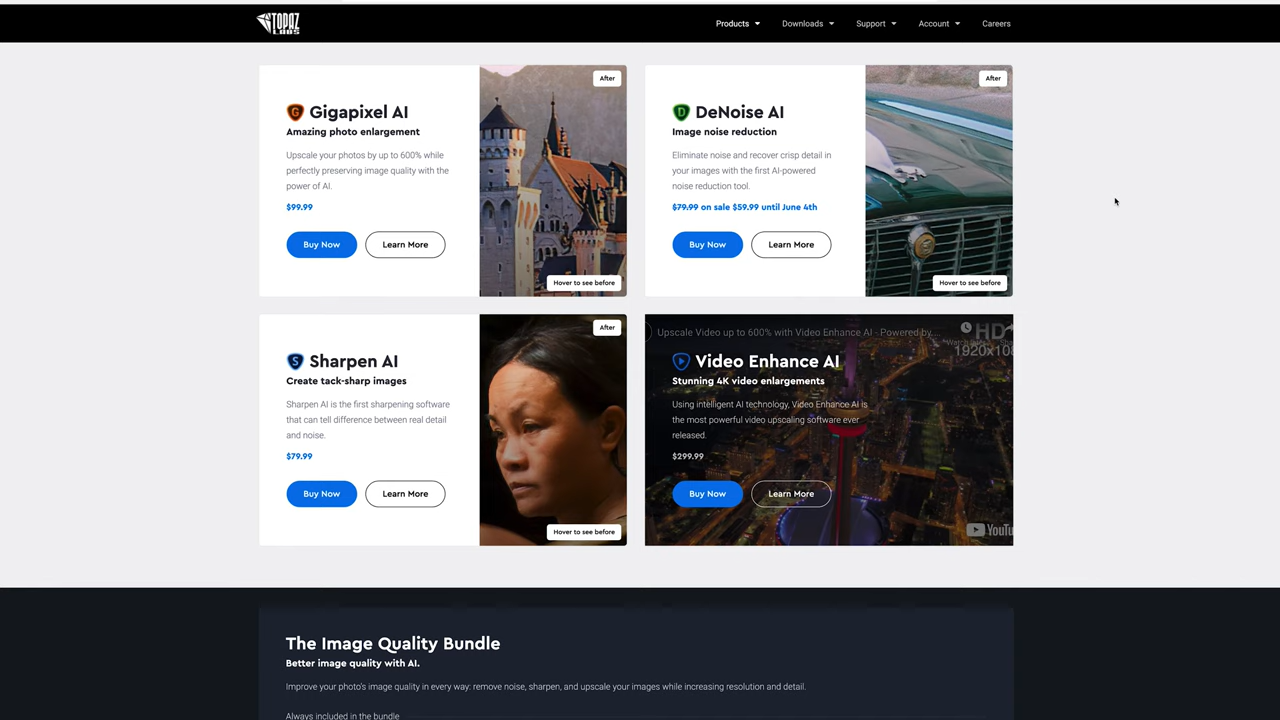 TOPAZ
LABS
Products
Downloads
Support
Account
Careers
Gigapixel AI
Amazing photo enlargement
Upscale your photos by up to 600% while
perfectly preserving image quality with the
power of AI.
$99.99
Buy Now
Learn More
After
Hover to see before
DeNoise AI
Image noise reduction
Eliminate noise and recover crisp detail in
your images with the first AI-powered
noise reduction tool.
$79.99 on sale $59.99 until June 4th
Buy Now
Learn More
After
Hover to see before
Sharpen AI
Create tack-sharp images
Sharpen AI is the first sharpening software
that can tell difference between real detail
and noise.
$79.99
Buy Now
Learn More
After
Hover to see before
Upscale Video up to 600% with Video Enhance AI - Powered by...
HD
1920x108
Video Enhance AI
Stunning 4K video enlargements
Using intelligent AI technology, Video Enhance AI is
the most powerful video upscaling software ever
released.
$299.99
Buy Now
Learn More
YouTu
The Image Quality Bundle
Better image quality with AI.
Improve your photo's image quality in every way: remove noise, sharpen, and upscale your images while increasing resolution and detail.
Always included in the bundle